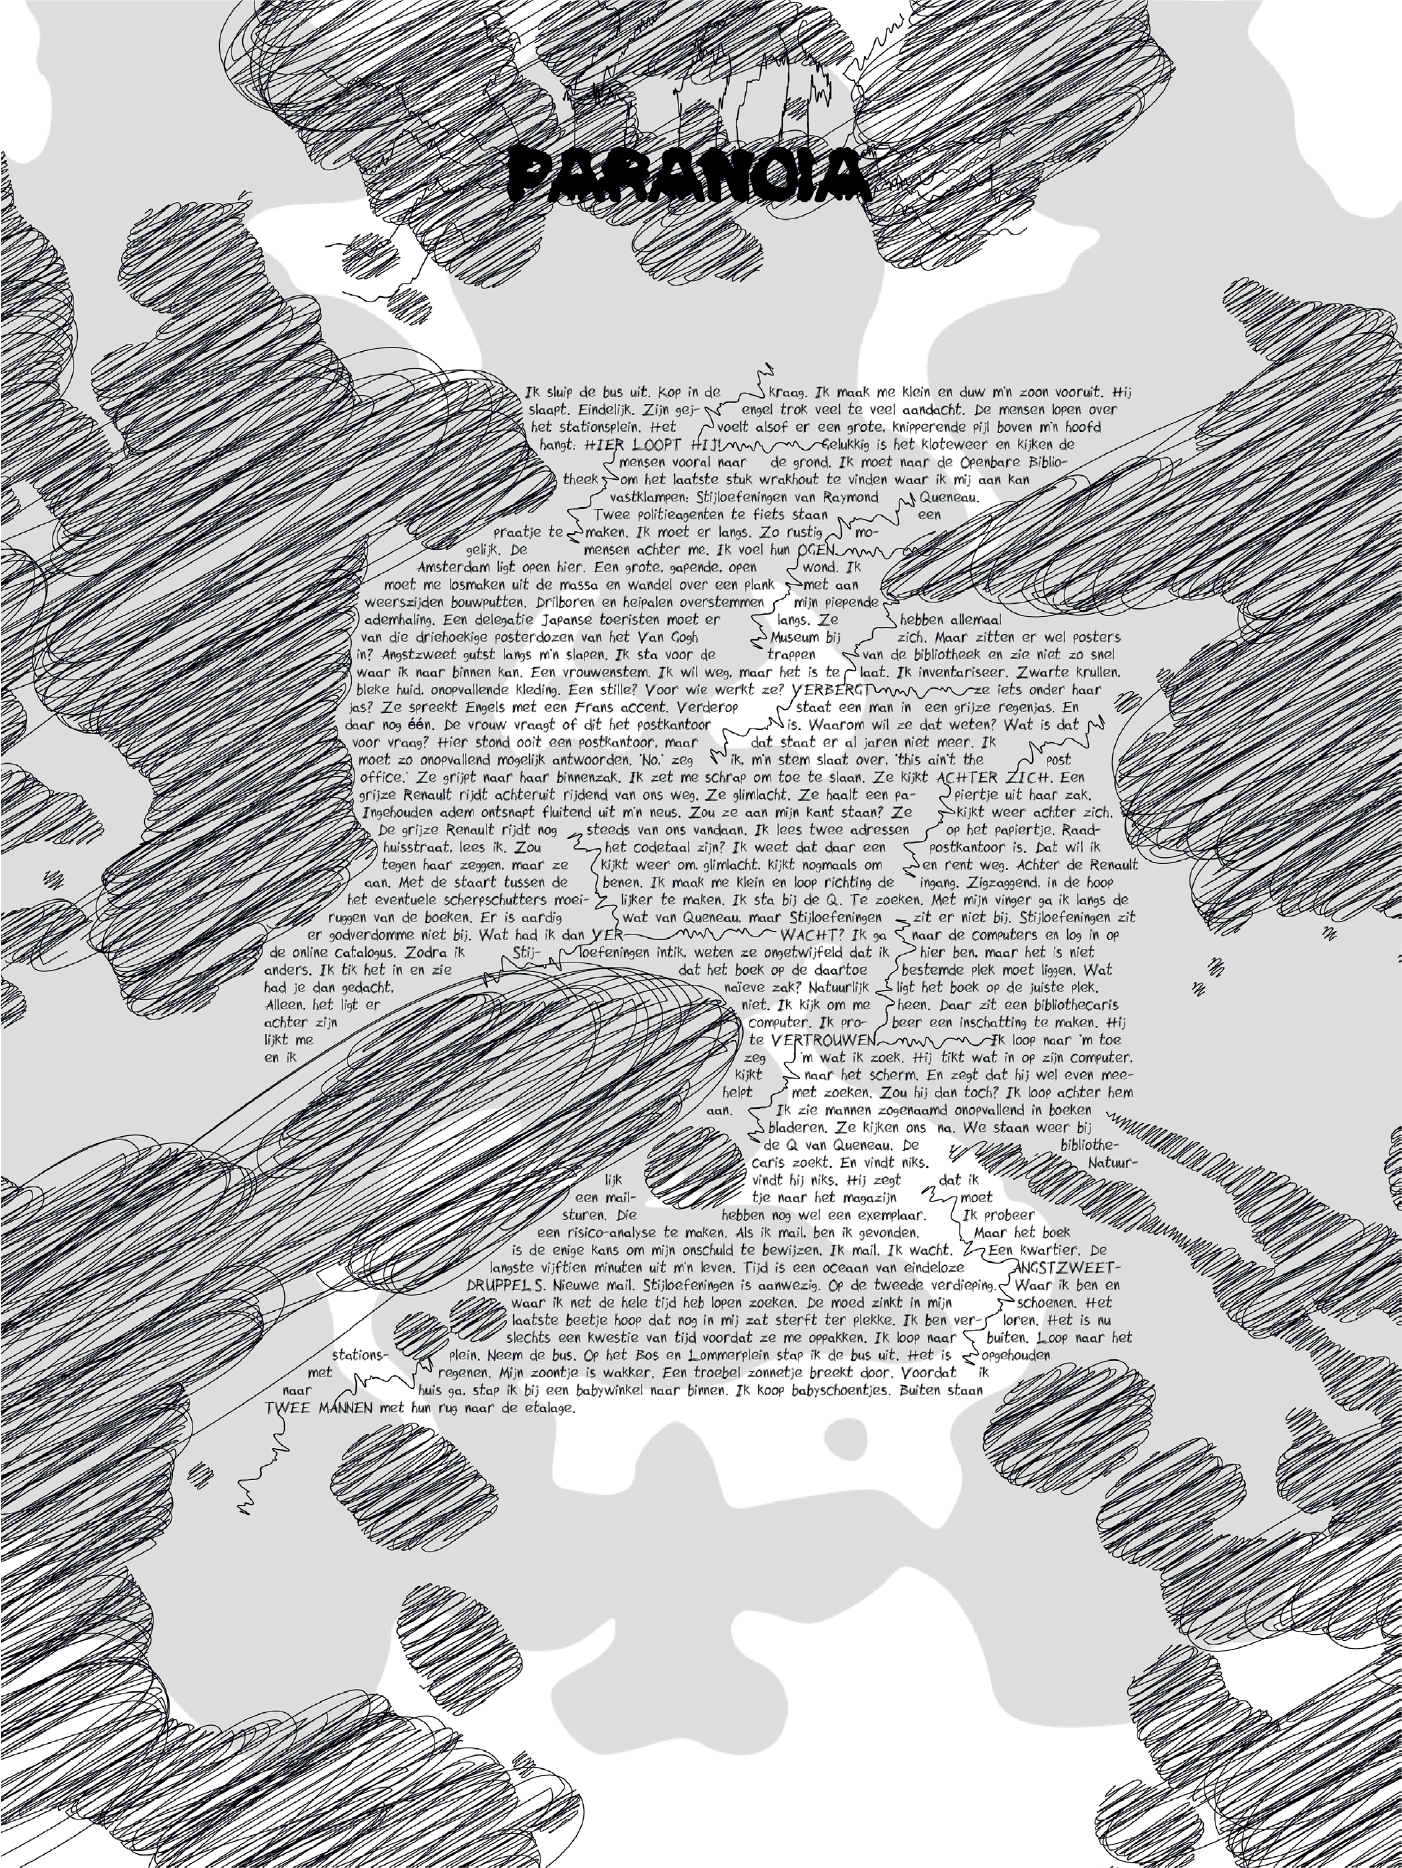 PARANOIA
Ik sluip de bus uit. Kop in de kraag. Ik maak me klein en duw m'n zoon vooruit. Hij
slaapt. Eindelijk. Zijn gej- engel trok veel te veel aandacht. De mensen lopen over
het stationsplein. Het voelt alsof er een grote, knipperende pijl boven m'n hoofd
hangt: HIER LOOPT HIJ! Gelukkig is het kloteweer en kijken de
mensen vooral naar de grond. Ik moet naar de Openbare Biblio-
theek om het laatste stuk wrakhout te vinden waar ik mij aan kan
vastklampen: Stijloefeningen van Raymond Queneau.
Twee politieagenten te fiets staan een
praatje te maken. Ik moet er langs. Zo rustig mo-
gelijk. De mensen achter me. Ik voel hun OGEN
Amsterdam ligt open hier. Een grote, gapende, open wond. Ik
moet me losmaken uit de massa en wandel over een plank met aan
weerszijden bouwputten. Drilboren en heipalen overstemmen mijn piepende
ademhaling. Een delegatie Japanse toeristen moet er langs. Ze hebben allemaal
van die driehoekige posterdozen van het Van Gogh Museum bij zich. Maar zitten er wel posters
in? Angstzweet gutst langs m'n slapen. Ik sta voor de trappen van de bibliotheek en zie niet zo snel
waar ik naar binnen kan. Een vrouwenstem. Ik wil weg, maar het is te laat. Ik inventariseer. Zwarte krullen,
bleke huid, onopvallende kleding. Een stille? Voor wie werkt ze? VERBERGT ze iets onder haar
jas? Ze spreekt Engels met een Frans accent. Verderop staat een man in een grijze regenjas. En
daar nog één. De vrouw vraagt of dit het postkantoor is. Waarom wil ze dat weten? Wat is dat
voor vraag? Hier stond ooit een postkantoor, maar dat staat er al jaren niet meer. Ik
moet zo onopvallend mogelijk antwoorden. 'No,' zeg ik, m'n stem slaat over, 'this ain't the post
office.' Ze grijpt naar haar binnenzak. Ik zet me schrap om toe te slaan. Ze kijkt ACHTER ZICH. Een
grijze Renault rijdt achteruit rijdend van ons weg. Ze glimlacht. Ze haalt een pa- piertje uit haar zak.
Ingehouden adem ontsnapt fluitend uit m'n neus. Zou ze aan mijn kant staan? Ze kijkt weer achter zich.
De grijze Renault rijdt nog steeds van ons vandaan. Ik lees twee adressen op het papiertje. Raad-
huisstraat, lees ik. Zou het codetaal zijn? Ik weet dat daar een postkantoor is. Dat wil ik
tegen haar zeggen, maar ze kijkt weer om, glimlacht, kijkt nogmaals om en rent weg. Achter de Renault
aan. Met de staart tussen de benen. Ik maak me klein en loop richting de ingang. Zigzaggend, in de hoop
het eventuele scherpschutters moei- lijker te maken. Ik sta bij de Q. Te zoeken. Met mijn vinger ga ik langs de
ruggen van de boeken. Er is aardig wat van Queneau, maar Stijloefeningen zit er niet bij. Stijloefeningen zit
er godverdomme niet bij. Wat had ik dan VER WACHT? Ik ga naar de computers en log in op
de online catalogus. Zodra ik Stij- loefeningen intik, weten ze ongetwijfeld dat ik hier ben, maar het is niet
anders. Ik tik het in en zie dat het boek op de daartoe bestemde plek moet liggen. Wat
had je dan gedacht, naïeve zak? Natuurlijk ligt het boek op de juiste plek.
Alleen, het ligt er niet. Ik kijk om me heen. Daar zit een bibliothecaris
achter zijn computer. Ik pro- beer een inschatting te maken. Hij
lijkt me te VERTROUWEN Ik loop naar 'm toe
en ik zeg 'm wat ik zoek. Hij tikt wat in op zijn computer,
kijkt naar het scherm. En zegt dat hij wel even mee-
helpt met zoeken. Zou hij dan toch? Ik loop achter hem
aan. Ik zie mannen zogenaamd onopvallend in boeken
bladeren. Ze kijken ons na. We staan weer bij
de Q van Queneau. De bibliothe-
caris zoekt. En vindt niks. Natuur-
lijk vindt hij niks. Hij zegt dat ik
een mail- tje naar het magazijn moet
sturen. Die hebben nog wel een exemplaar. Ik probeer
een risico-analyse te maken. Als ik mail, ben ik gevonden. Maar het boek
is de enige kans om mijn onschuld te bewijzen. Ik mail. Ik wacht. Een kwartier. De
langste vijftien minuten uit m'n leven. Tijd is een oceaan van eindeloze ANGSTZWEET-
DRUPPELS. Nieuwe mail. Stijloefeningen is aanwezig. Op de tweede verdieping. Waar ik ben en
waar ik net de hele tijd heb lopen zoeken. De moed zinkt in mijn schoenen. Het
laatste beetje hoop dat nog in mij zat sterft ter plekke. Ik ben ver- loren. Het is nu
slechts een kwestie van tijd voordat ze me oppakken. Ik loop naar buiten. Loop naar het
stations- plein. Neem de bus. Op het Bos en Lommerplein stap ik de bus uit. Het is opgehouden
met regenen. Mijn zoontje is wakker. Een troebel zonnetje breekt door. Voordat ik
naar huis ga, stap ik bij een babywinkel naar binnen. Ik koop babyschoentjes. Buiten staan
TWEE MANNEN met hun rug naar de etalage.